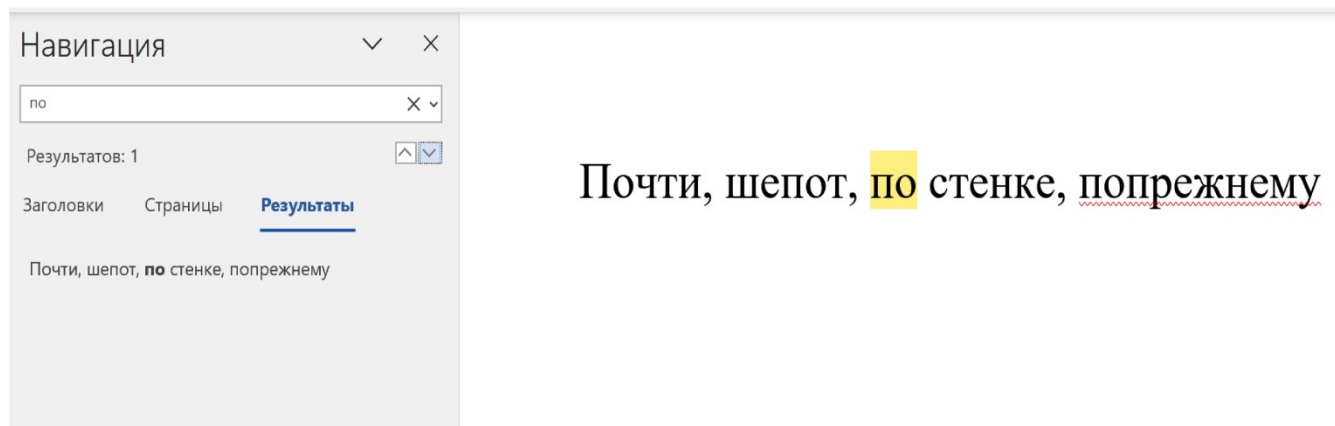 Навигация
по
Результатов: 1
Заголовки Страницы Результаты
Почти, шепот, по стенке, попрежнему
Почти, шепот, по стенке, попрежнему